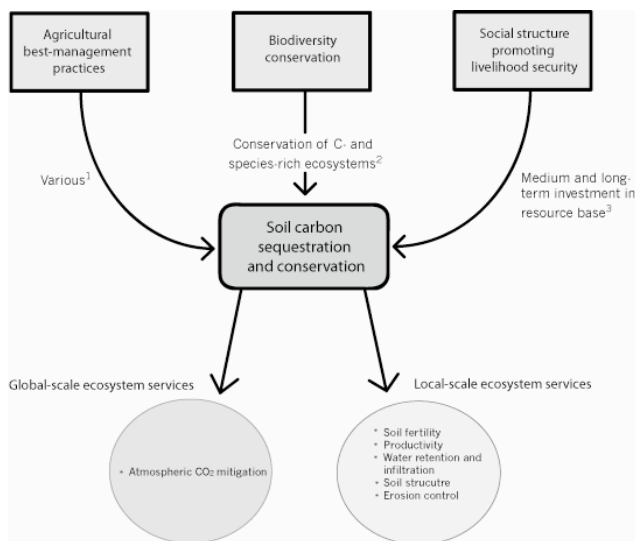 Agricultural
best-management
practices
Biodiversity
conservation
Social structure
promoting
livelihood security
Conservation of C- and
species-rich ecosystems²
Various¹
Medium and long-
term investment in
resource base³
Soil carbon
sequestration
and conservation
Global-scale ecosystem services
Local-scale ecosystem services
* Atmospheric CO₂ mitigation
* Soil fertility
* Productivity
* Water retention and
infiltration
* Soil strucutre
* Erosion control